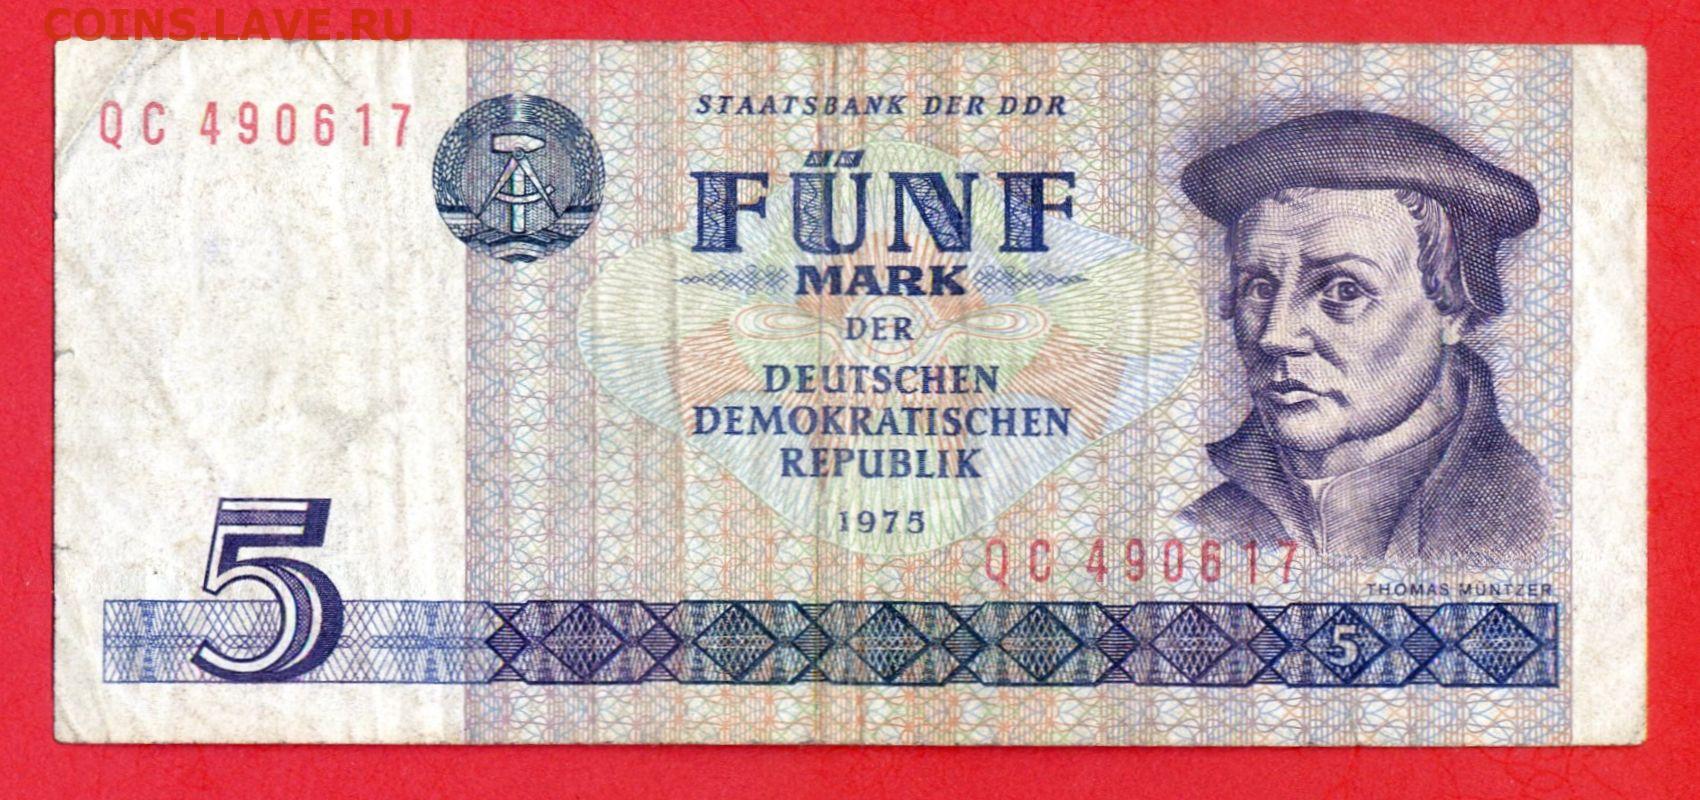 COINS.LAVE.RU
QC 490617
STAATSBANK DER DDR
FÜNF
MARK
DER
DEUTSCHEN
DEMOKRATISCHEN
REPUBLIK
1975
QC 490617
THOMAS MÜNTZER
5
5